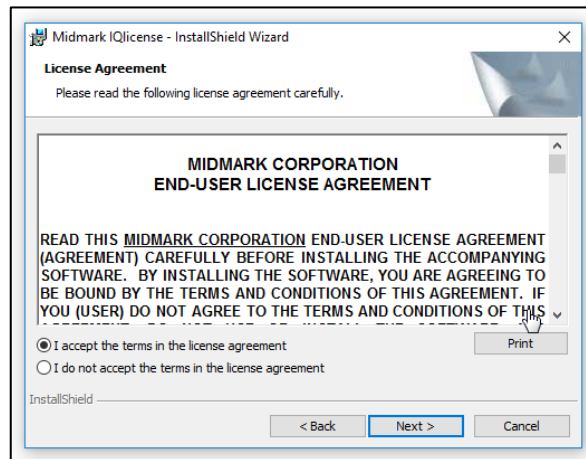 Midmark IQlicense - InstallShield Wizard
License Agreement
Please read the following license agreement carefully.
MIDMARK CORPORATION
END-USER LICENSE AGREEMENT
READ THIS MIDMARK CORPORATION END-USER LICENSE AGREEMENT
(AGREEMENT) CAREFULLY BEFORE INSTALLING THE ACCOMPANYING
SOFTWARE. BY INSTALLING THE SOFTWARE, YOU ARE AGREEING TO
BE BOUND BY THE TERMS AND CONDITIONS OF THIS AGREEMENT. IF
YOU (USER) DO NOT AGREE TO THE TERMS AND CONDITIONS OF THIS
I accept the terms in the license agreement
Print
I do not accept the terms in the license agreement
InstallShield
< Back
Next >
Cancel